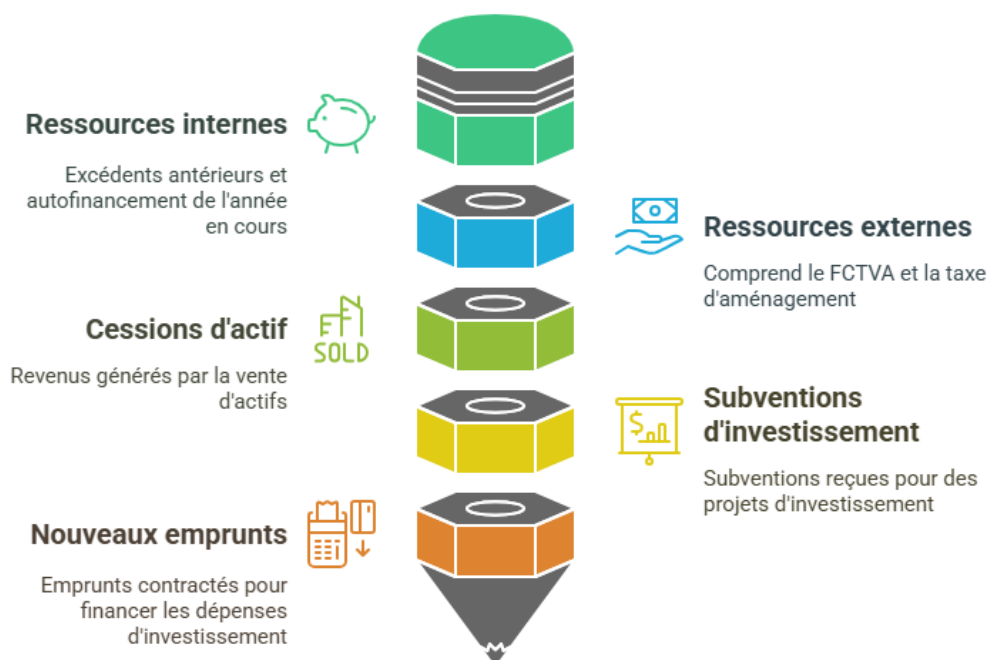 Ressources internes
Excédents antérieurs et
autofinancement de l'année
en cours
Ressources externes
Comprend le FCTVA et la taxe
d'aménagement
Cessions d'actif
SOLD
Revenus générés par la vente
d'actifs
Subventions
d'investissement
$
Subventions reçues pour des
projets d'investissement
Nouveaux emprunts
Emprunts contractés pour
financer les dépenses
d'investissement